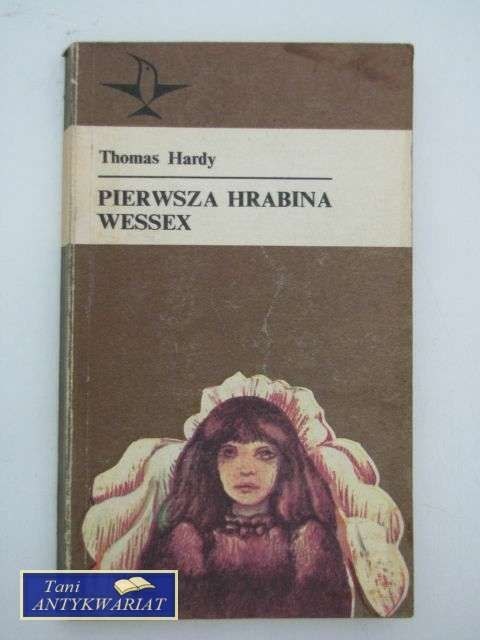 Thomas Hardy
PIERWSZA HRABINA
WESSEX
Tani
ANTYKWARIAT